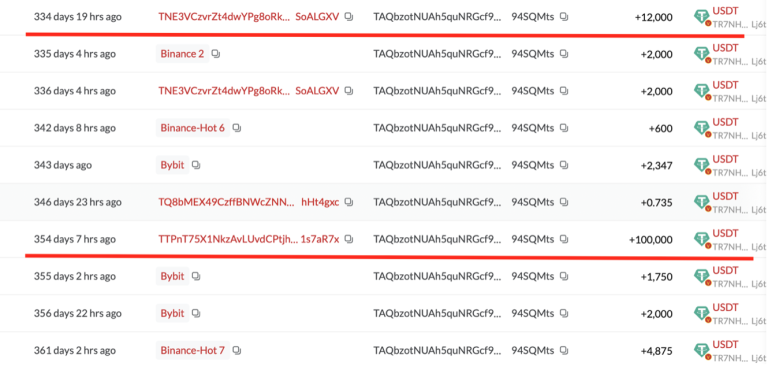 334 days 19 hrs ago TNE3VCzvrZt4dwYPg8oRk... SoALGXV TAQbzotNUAh5quNRGcf9... 94SQMts +12,000 USDT
TR7NH... Lj6t
335 days 4 hrs ago Binance 2 TAQbzotNUAh5quNRGcf9... 94SQMts +2,000 USDT
TR7NH... Lj6t
336 days 4 hrs ago TNE3VCzvrZt4dwYPg8oRk... SoALGXV TAQbzotNUAh5quNRGcf9... 94SQMts +2,000 USDT
TR7NH... Lj6t
342 days 8 hrs ago Binance-Hot 6 TAQbzotNUAh5quNRGcf9... 94SQMts +600 USDT
TR7NH... Lj6t
343 days ago Bybit TAQbzotNUAh5quNRGcf9... 94SQMts +2,347 USDT
TR7NH... Lj6t
346 days 23 hrs ago TQ8bMEX49CzffBNWcZNN... hHt4gxc TAQbzotNUAh5quNRGcf9... 94SQMts +0.735 USDT
TR7NH... Lj6t
354 days 7 hrs ago TTPnT75X1NkzAvLUvdCPtjh... 1s7aR7x TAQbzotNUAh5quNRGcf9... 94SQMts +100,000 USDT
TR7NH... Lj6t
355 days 2 hrs ago Bybit TAQbzotNUAh5quNRGcf9... 94SQMts +1,750 USDT
TR7NH... Lj6t
356 days 22 hrs ago Bybit TAQbzotNUAh5quNRGcf9... 94SQMts +2,000 USDT
TR7NH... Lj6t
361 days 2 hrs ago Binance-Hot 7 TAQbzotNUAh5quNRGcf9... 94SQMts +4,875 USDT
TR7NH... Lj6t